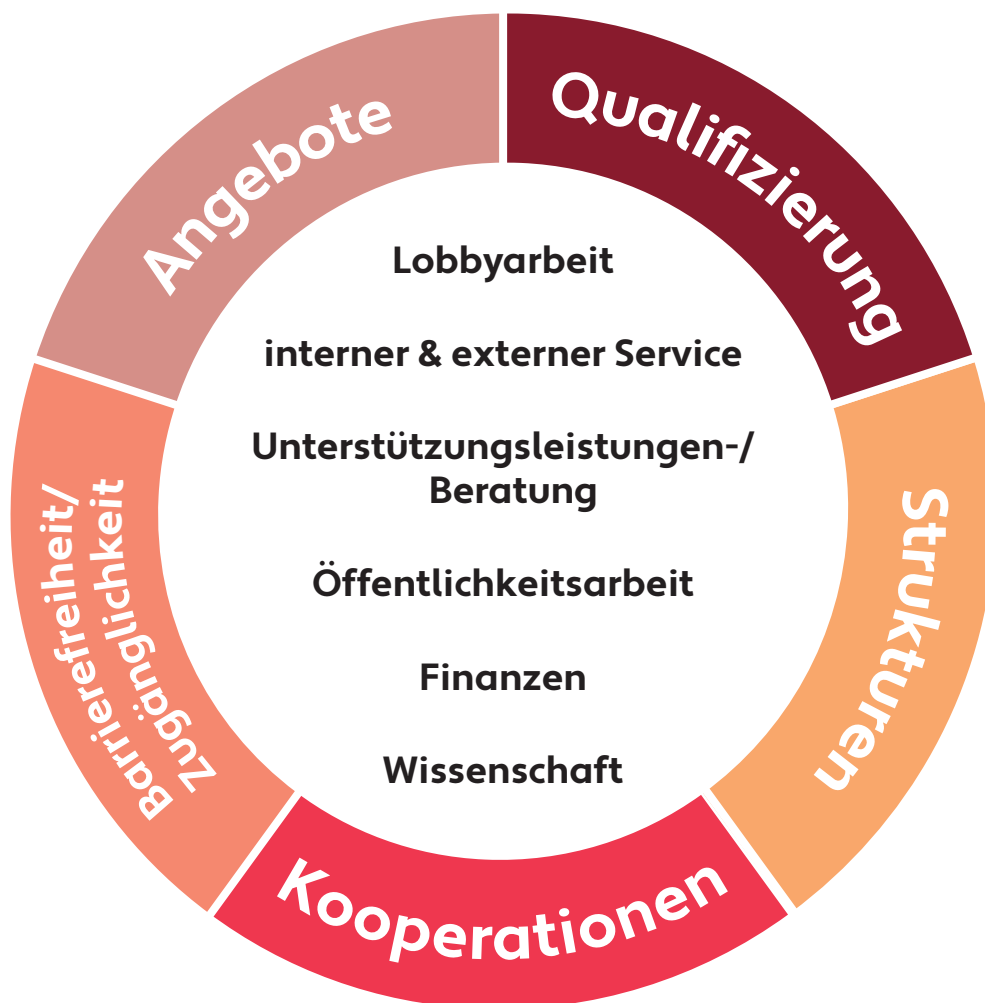 Angebote
Qualifizierung
Strukturen
Kooperationen
Barrierefreiheit/
Zugänglichkeit
Lobbyarbeit
interner & externer Service
Unterstützungsleistungen-/
Beratung
Öffentlichkeitsarbeit
Finanzen
Wissenschaft